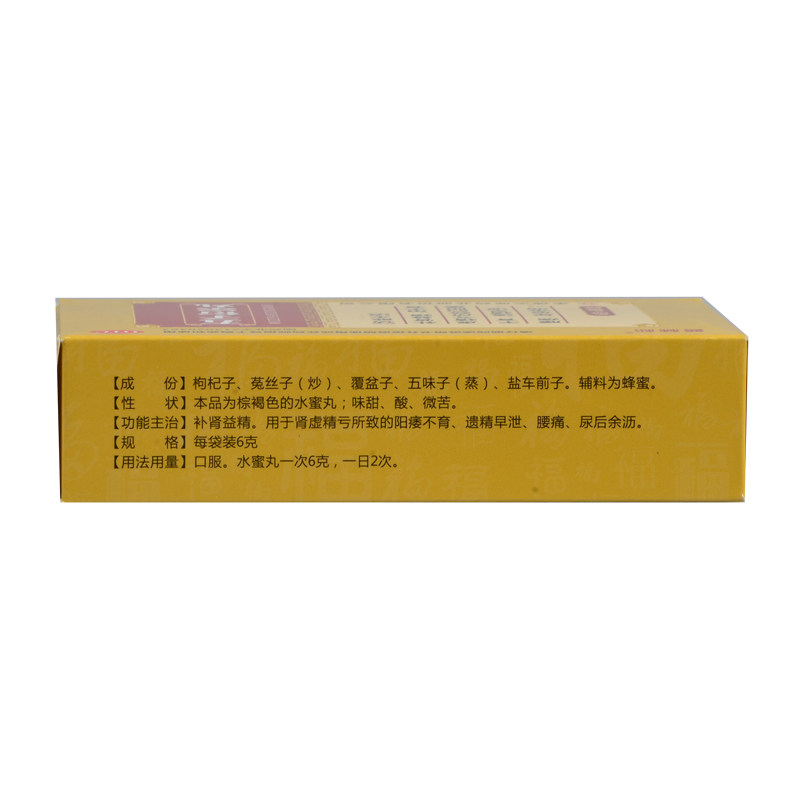 【成 份】枸杞子、菟丝子（炒）、覆盆子、五味子（蒸）、盐车前子。辅料为蜂蜜。
【性 状】本品为棕褐色的水蜜丸；味甜、酸、微苦。
【功能主治】补肾益精。用于肾虚精亏所致的阳痿不育、遗精早泄、腰痛、尿后余沥。
【规 格】每袋装6克
【用法用量】口服。水蜜丸一次6克，一日2次。